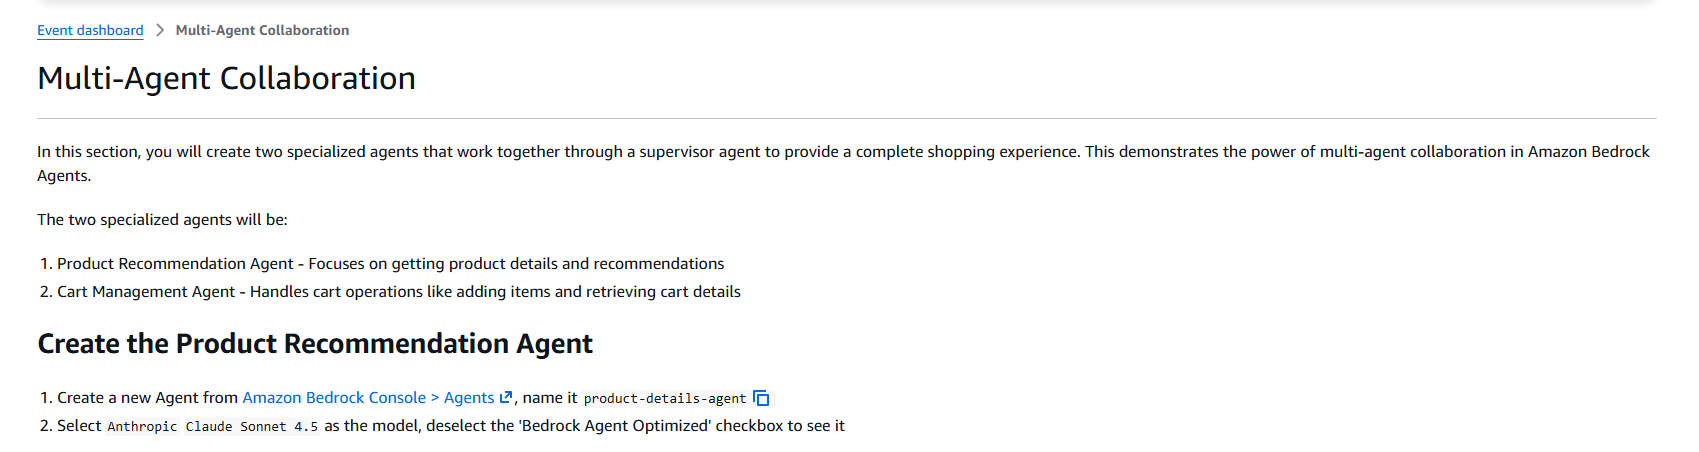 Event dashboard > Multi-Agent Collaboration
Multi-Agent Collaboration
In this section, you will create two specialized agents that work together through a supervisor agent to provide a complete shopping experience. This demonstrates the power of multi-agent collaboration in Amazon Bedrock
Agents.
The two specialized agents will be:
1. Product Recommendation Agent - Focuses on getting product details and recommendations
2. Cart Management Agent - Handles cart operations like adding items and retrieving cart details
Create the Product Recommendation Agent
1. Create a new Agent from Amazon Bedrock Console > Agents, name it product-details-agent
2. Select Anthropic Claude Sonnet 4.5 as the model, deselect the 'Bedrock Agent Optimized' checkbox to see it